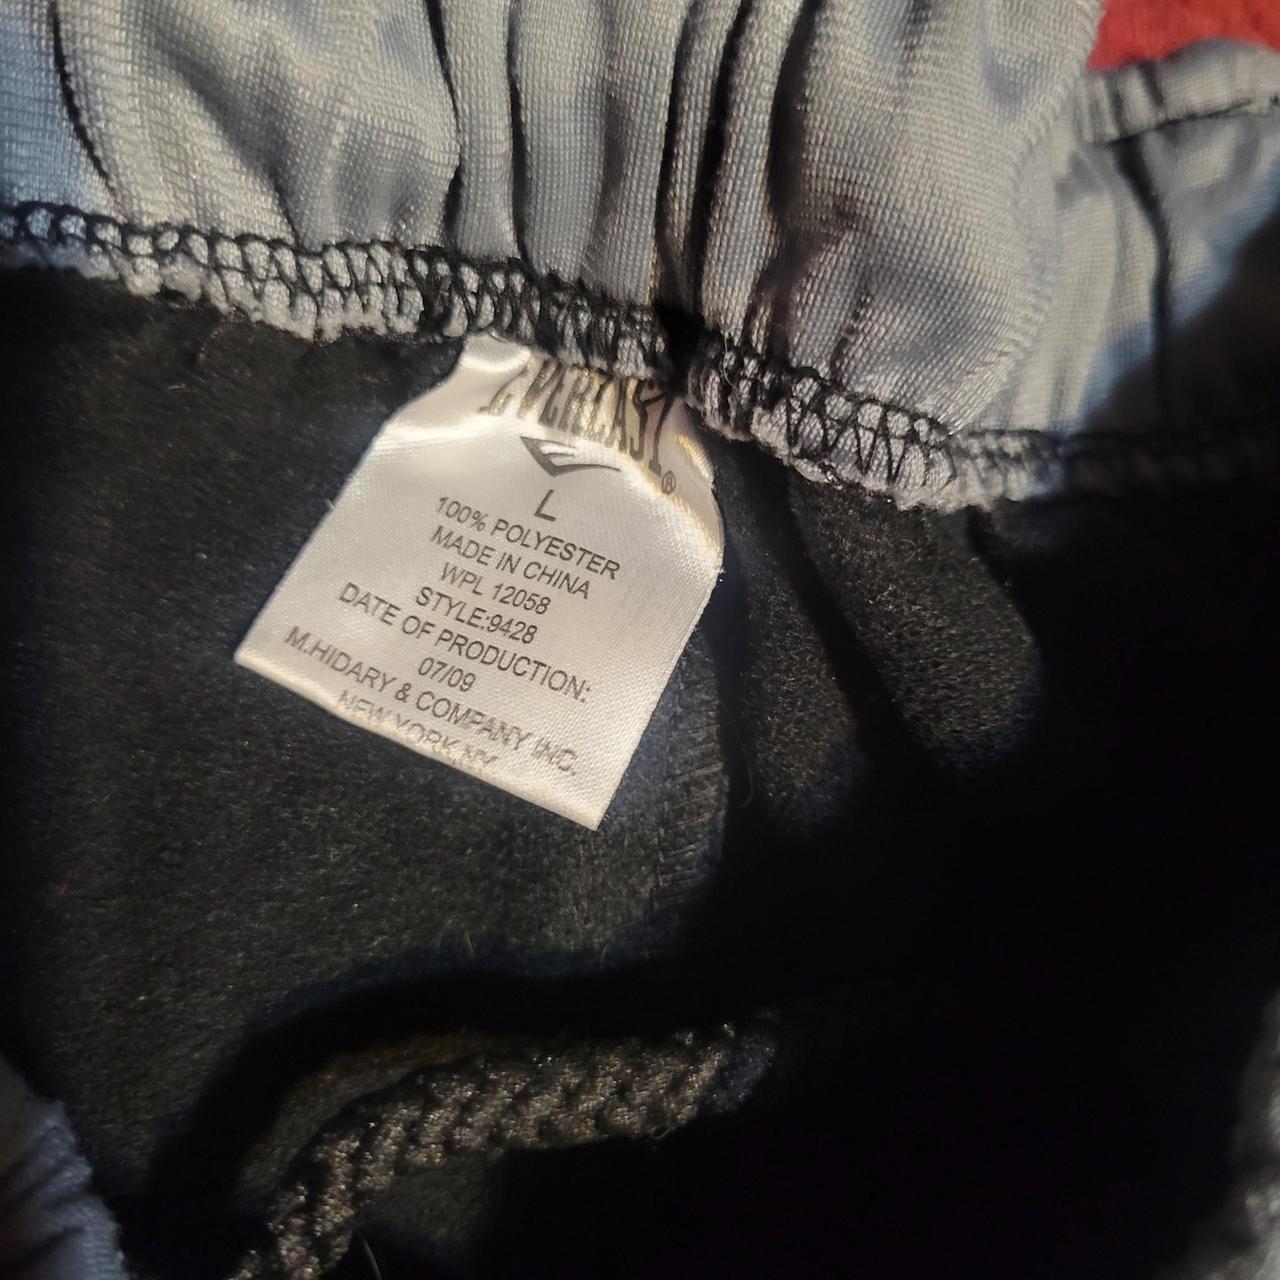 EVERLAST®
L
100% POLYESTER
MADE IN CHINA
WPL 12058
STYLE:9428
DATE OF PRODUCTION:
07/09
M.HIDARY & COMPANY INC.
NEW YORK,NY